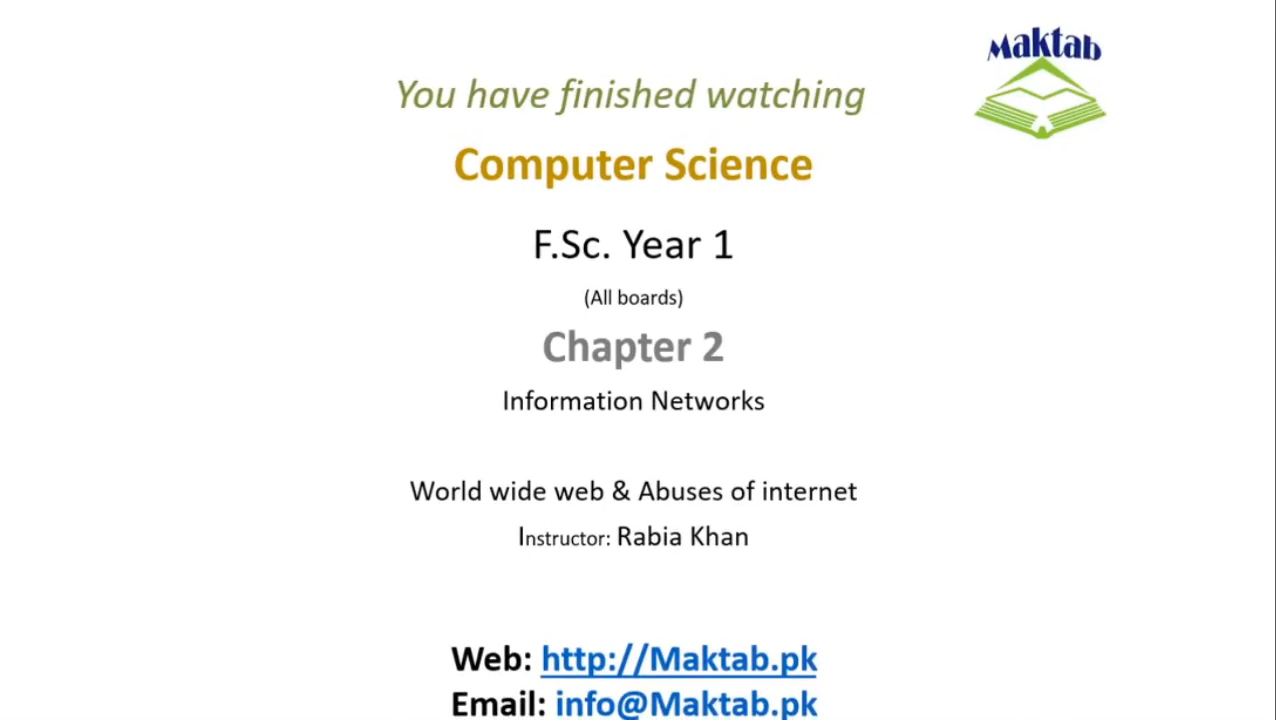 Maktab
You have finished watching
Computer Science
F.Sc. Year 1
(All boards)
Chapter 2
Information Networks
World wide web & Abuses of internet
Instructor: Rabia Khan
Web: http://Maktab.pk
Email: info@Maktab.pk